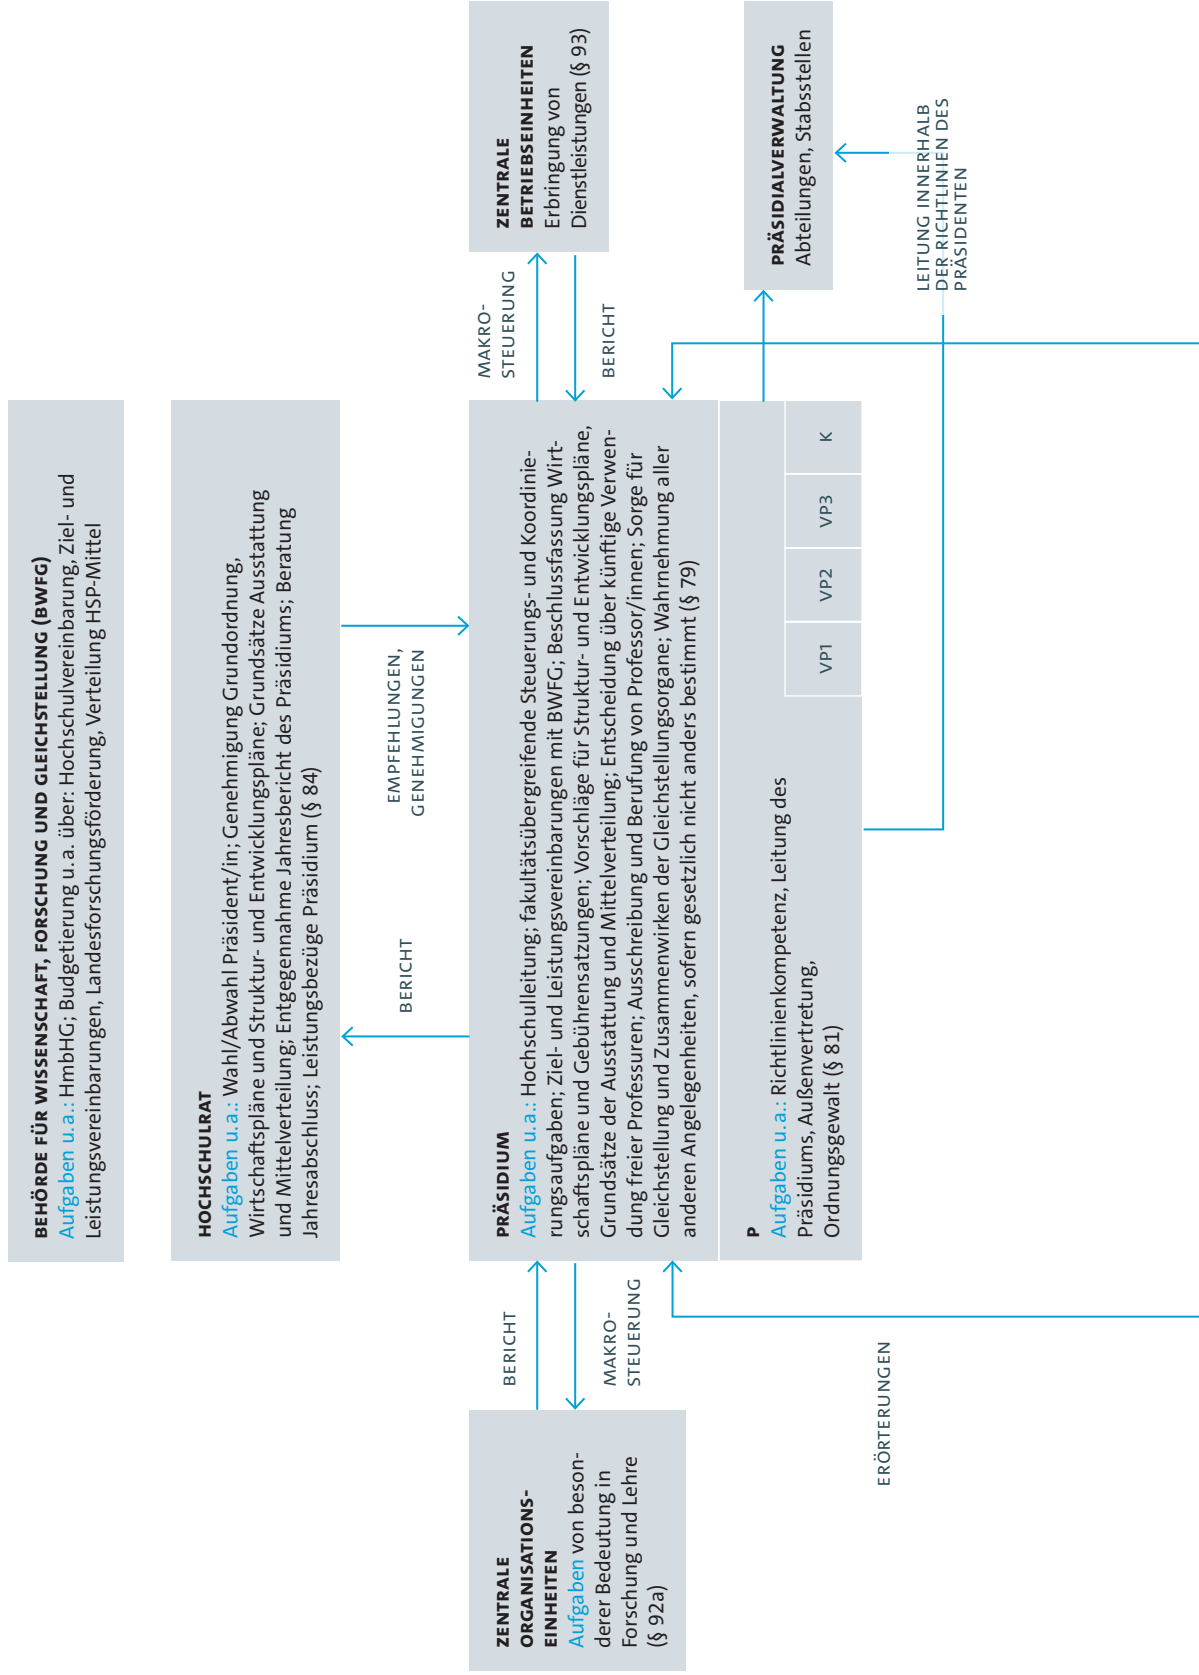 BEHÖRDE FÜR WISSENSCHAFT, FORSCHUNG UND GLEICHSTELLUNG (BWFG)
Aufgaben u.a.: HmbHG; Budgetierung u.a. über: Hochschulvereinbarung, Ziel- und
Leistungsvereinbarungen, Landesforschungsförderung, Verteilung HSP-Mittel
HOCHSCHULRAT
Aufgaben u.a.: Wahl/Abwahl Präsident/in; Genehmigung Grundordnung,
Wirtschaftspläne und Struktur- und Entwicklungspläne; Grundsätze Ausstattung
und Mittelverteilung; Entgegennahme Jahresbericht des Präsidiums; Beratung
Jahresabschluss; Leistungsbezüge Präsidium (§ 84)
BERICHT
EMPFEHLUNGEN,
GENEHMIGUNGEN
ZENTRALE
ORGANISATIONS-
EINHEITEN
Aufgaben von beson-
derer Bedeutung in
Forschung und Lehre
(§ 92a)
BERICHT
MAKRO-
STEUERUNG
PRÄSIDIUM
Aufgaben u.a.: Hochschulleitung; fakultätsübergreifende Steuerungs- und Koordinie-
rungsaufgaben; Ziel- und Leistungsvereinbarungen mit BWFG; Beschlussfassung Wirt-
schaftspläne und Gebührensatzungen; Vorschläge für Struktur- und Entwicklungspläne,
Grundsätze der Ausstattung und Mittelverteilung; Entscheidung über künftige Verwen-
dung freier Professuren; Ausschreibung und Berufung von Professor/innen; Sorge für
Gleichstellung und Zusammenwirken der Gleichstellungsorgane; Wahrnehmung aller
anderen Angelegenheiten, sofern gesetzlich nicht anders bestimmt (§ 79)
MAKRO-
STEUERUNG
BERICHT
ZENTRALE
BETRIEBSEINHEITEN
Erbringung von
Dienstleistungen (§ 93)
P
Aufgaben u.a.: Richtlinienkompetenz, Leitung des
Präsidiums, Außenvertretung,
Ordnungsgewalt (§ 81)
VP1
VP2
VP3
K
PRÄSIDIALVERWALTUNG
Abteilungen, Stabsstellen
ERÖRTERUNGEN
LEITUNG INNERHALB
DER RICHTLINIEN DES
PRÄSIDENTEN